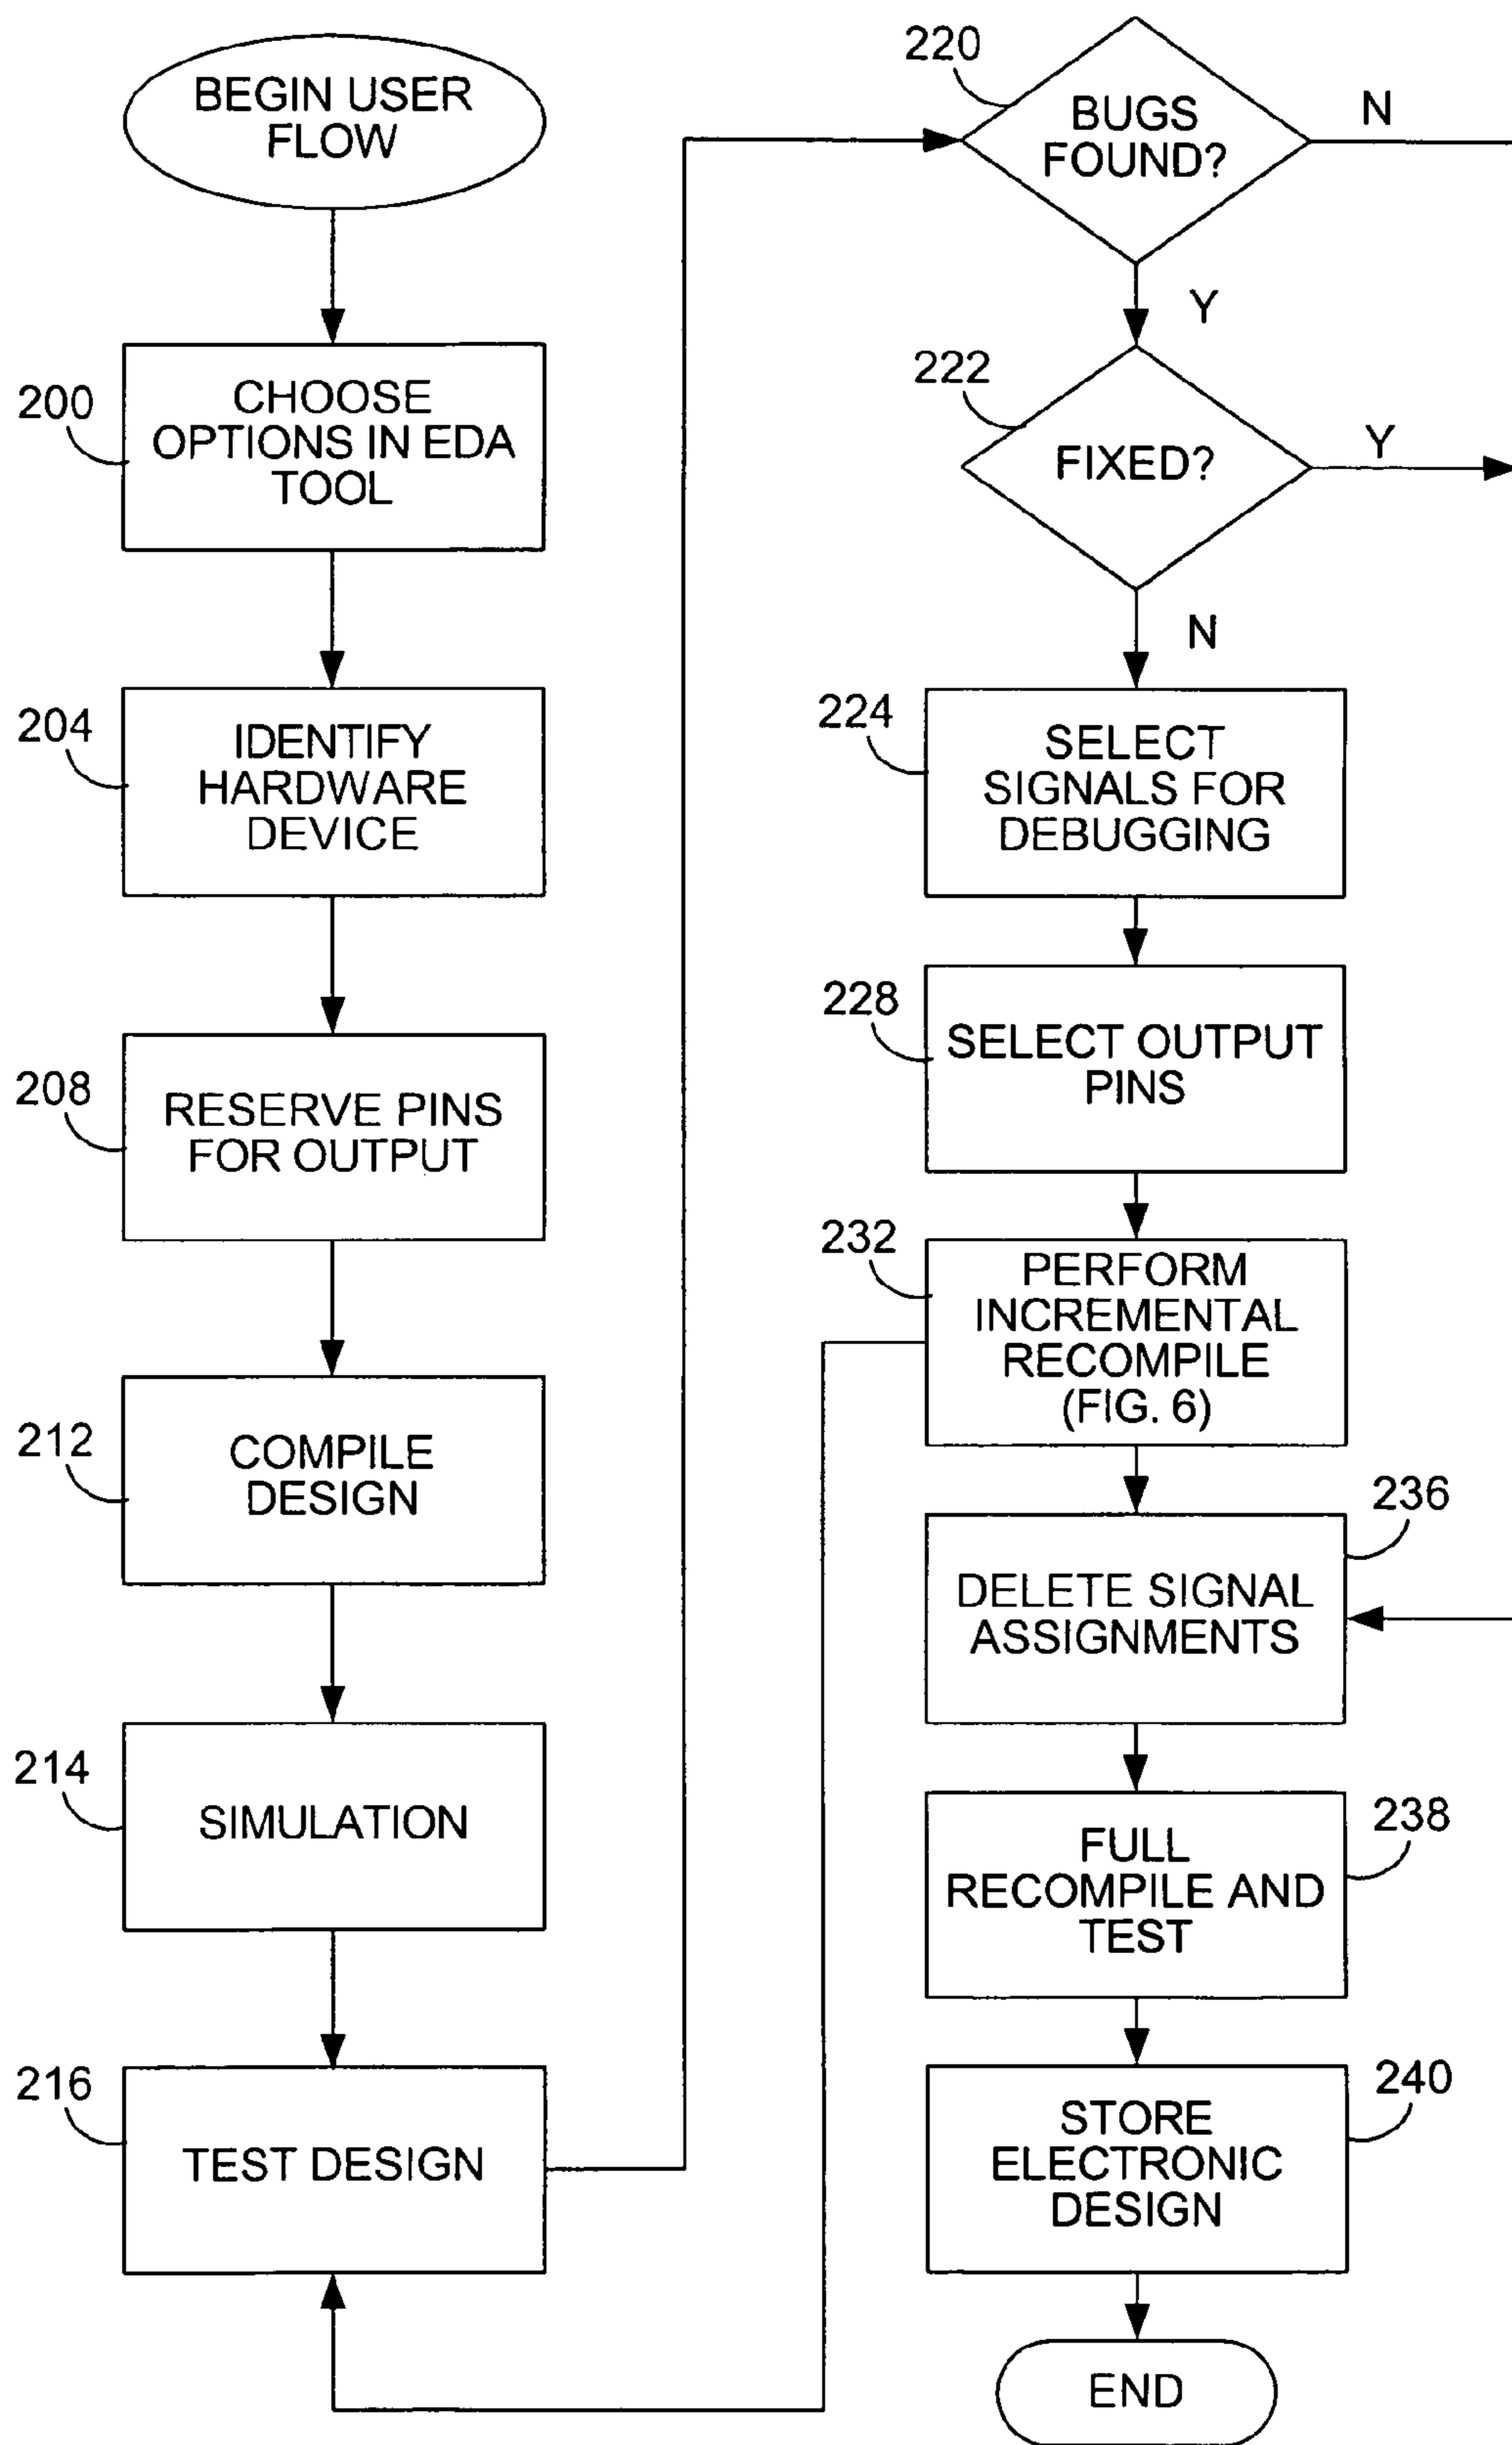 BEGIN USER
FLOW
200
CHOOSE
OPTIONS IN EDA
TOOL
204
IDENTIFY
HARDWARE
DEVICE
208
RESERVE PINS
FOR OUTPUT
212
COMPILE
DESIGN
214
SIMULATION
216
TEST DESIGN
220
BUGS
FOUND?
N
Y
222
FIXED?
Y
N
224
SELECT
SIGNALS FOR
DEBUGGING
228
SELECT OUTPUT
PINS
232
PERFORM
INCREMENTAL
RECOMPILE
(FIG. 6)
236
DELETE SIGNAL
ASSIGNMENTS
238
FULL
RECOMPILE AND
TEST
240
STORE
ELECTRONIC
DESIGN
END